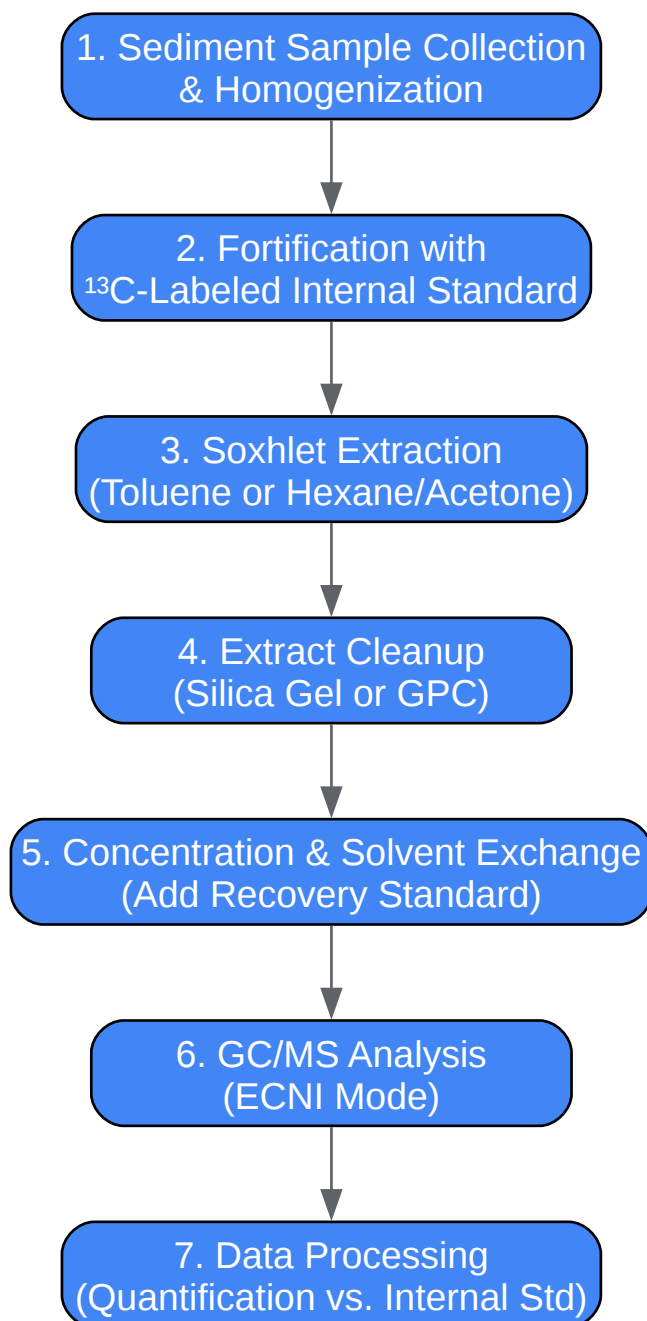 1. Sediment Sample Collection
& Homogenization
2. Fortification with
¹³C-Labeled Internal Standard
3. Soxhlet Extraction
(Toluene or Hexane/Acetone)
4. Extract Cleanup
(Silica Gel or GPC)
5. Concentration & Solvent Exchange
(Add Recovery Standard)
6. GC/MS Analysis
(ECNI Mode)
7. Data Processing
(Quantification vs. Internal Std)